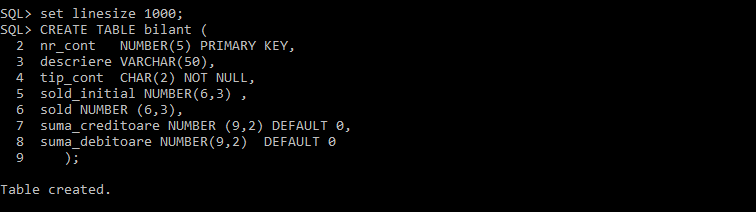 SQL> set linesize 1000;
SQL> CREATE TABLE bilant (
  2  nr_cont   NUMBER(5) PRIMARY KEY,
  3  descriere VARCHAR(50),
  4  tip_cont  CHAR(2) NOT NULL,
  5  sold_initial NUMBER(6,3) ,
  6  sold NUMBER (6,3),
  7  suma_creditoare NUMBER (9,2) DEFAULT 0,
  8  suma_debitoare NUMBER(9,2)  DEFAULT 0
  9     );
Table created.